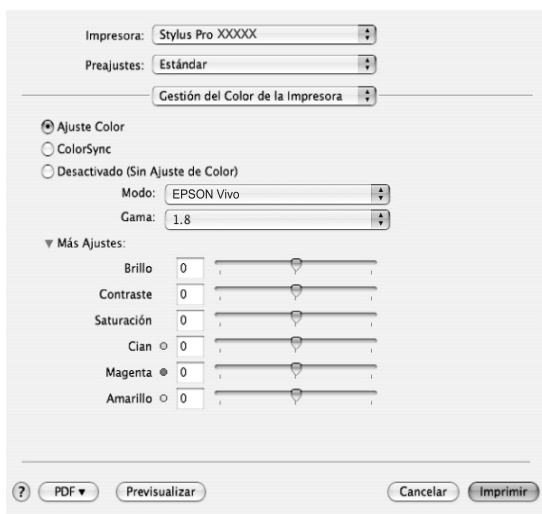 Impresora: Stylus Pro XXXXX
Preajustes: Estándar
Gestión del Color de la Impresora
Ajuste Color
ColorSync
Desactivado (Sin Ajuste de Color)
Modo: EPSON Vivo
Gama: 1.8
Más Ajustes:
Brillo 0
Contraste 0
Saturación 0
Cian 0
Magenta 0
Amarillo 0
? PDF Previsualizar Cancelar Imprimir